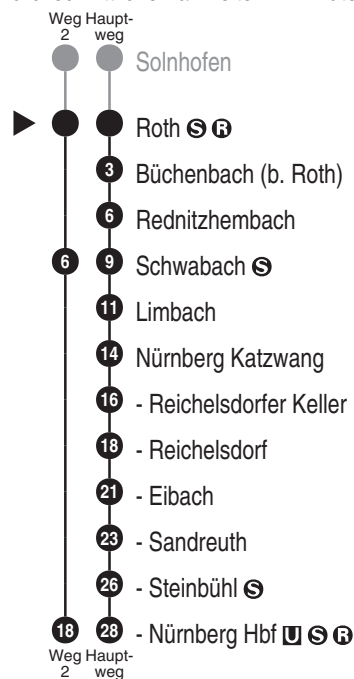 Weg Haupt-
2 weg
Solnhofen
Roth S R
3 Büchenbach (b. Roth)
6 Rednitzhembach
6 9 Schwabach S
11 Limbach
14 Nürnberg Katzwang
16 - Reichelsdorfer Keller
18 - Reichelsdorf
21 - Eibach
23 - Sandreuth
26 - Steinbühl S
18 28 - Nürnberg Hbf U S R
Weg Haupt-
2 weg